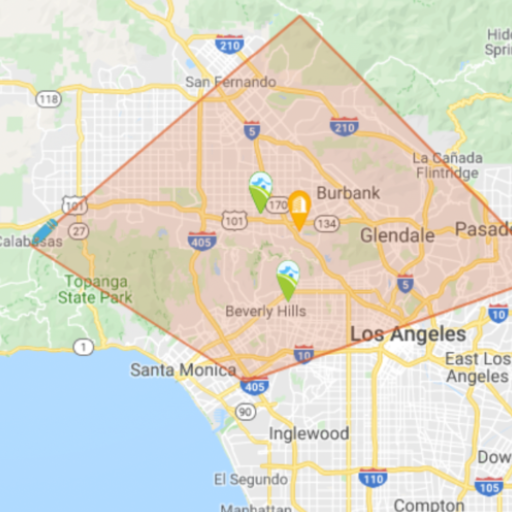 210
Hidd
Sprin
San Fernando
118
5
210
La Cañada
Flintridge
170
Burbank
101
101
134
27
Glendale
Pasade
Calabasas
405
Topanga
State Park
5
Beverly Hills
10
Los Angeles
1
10
East Los
Angeles
Santa Monica
405
90
Inglewood
Dow
El Segundo
110
105
Manhattan
Compton